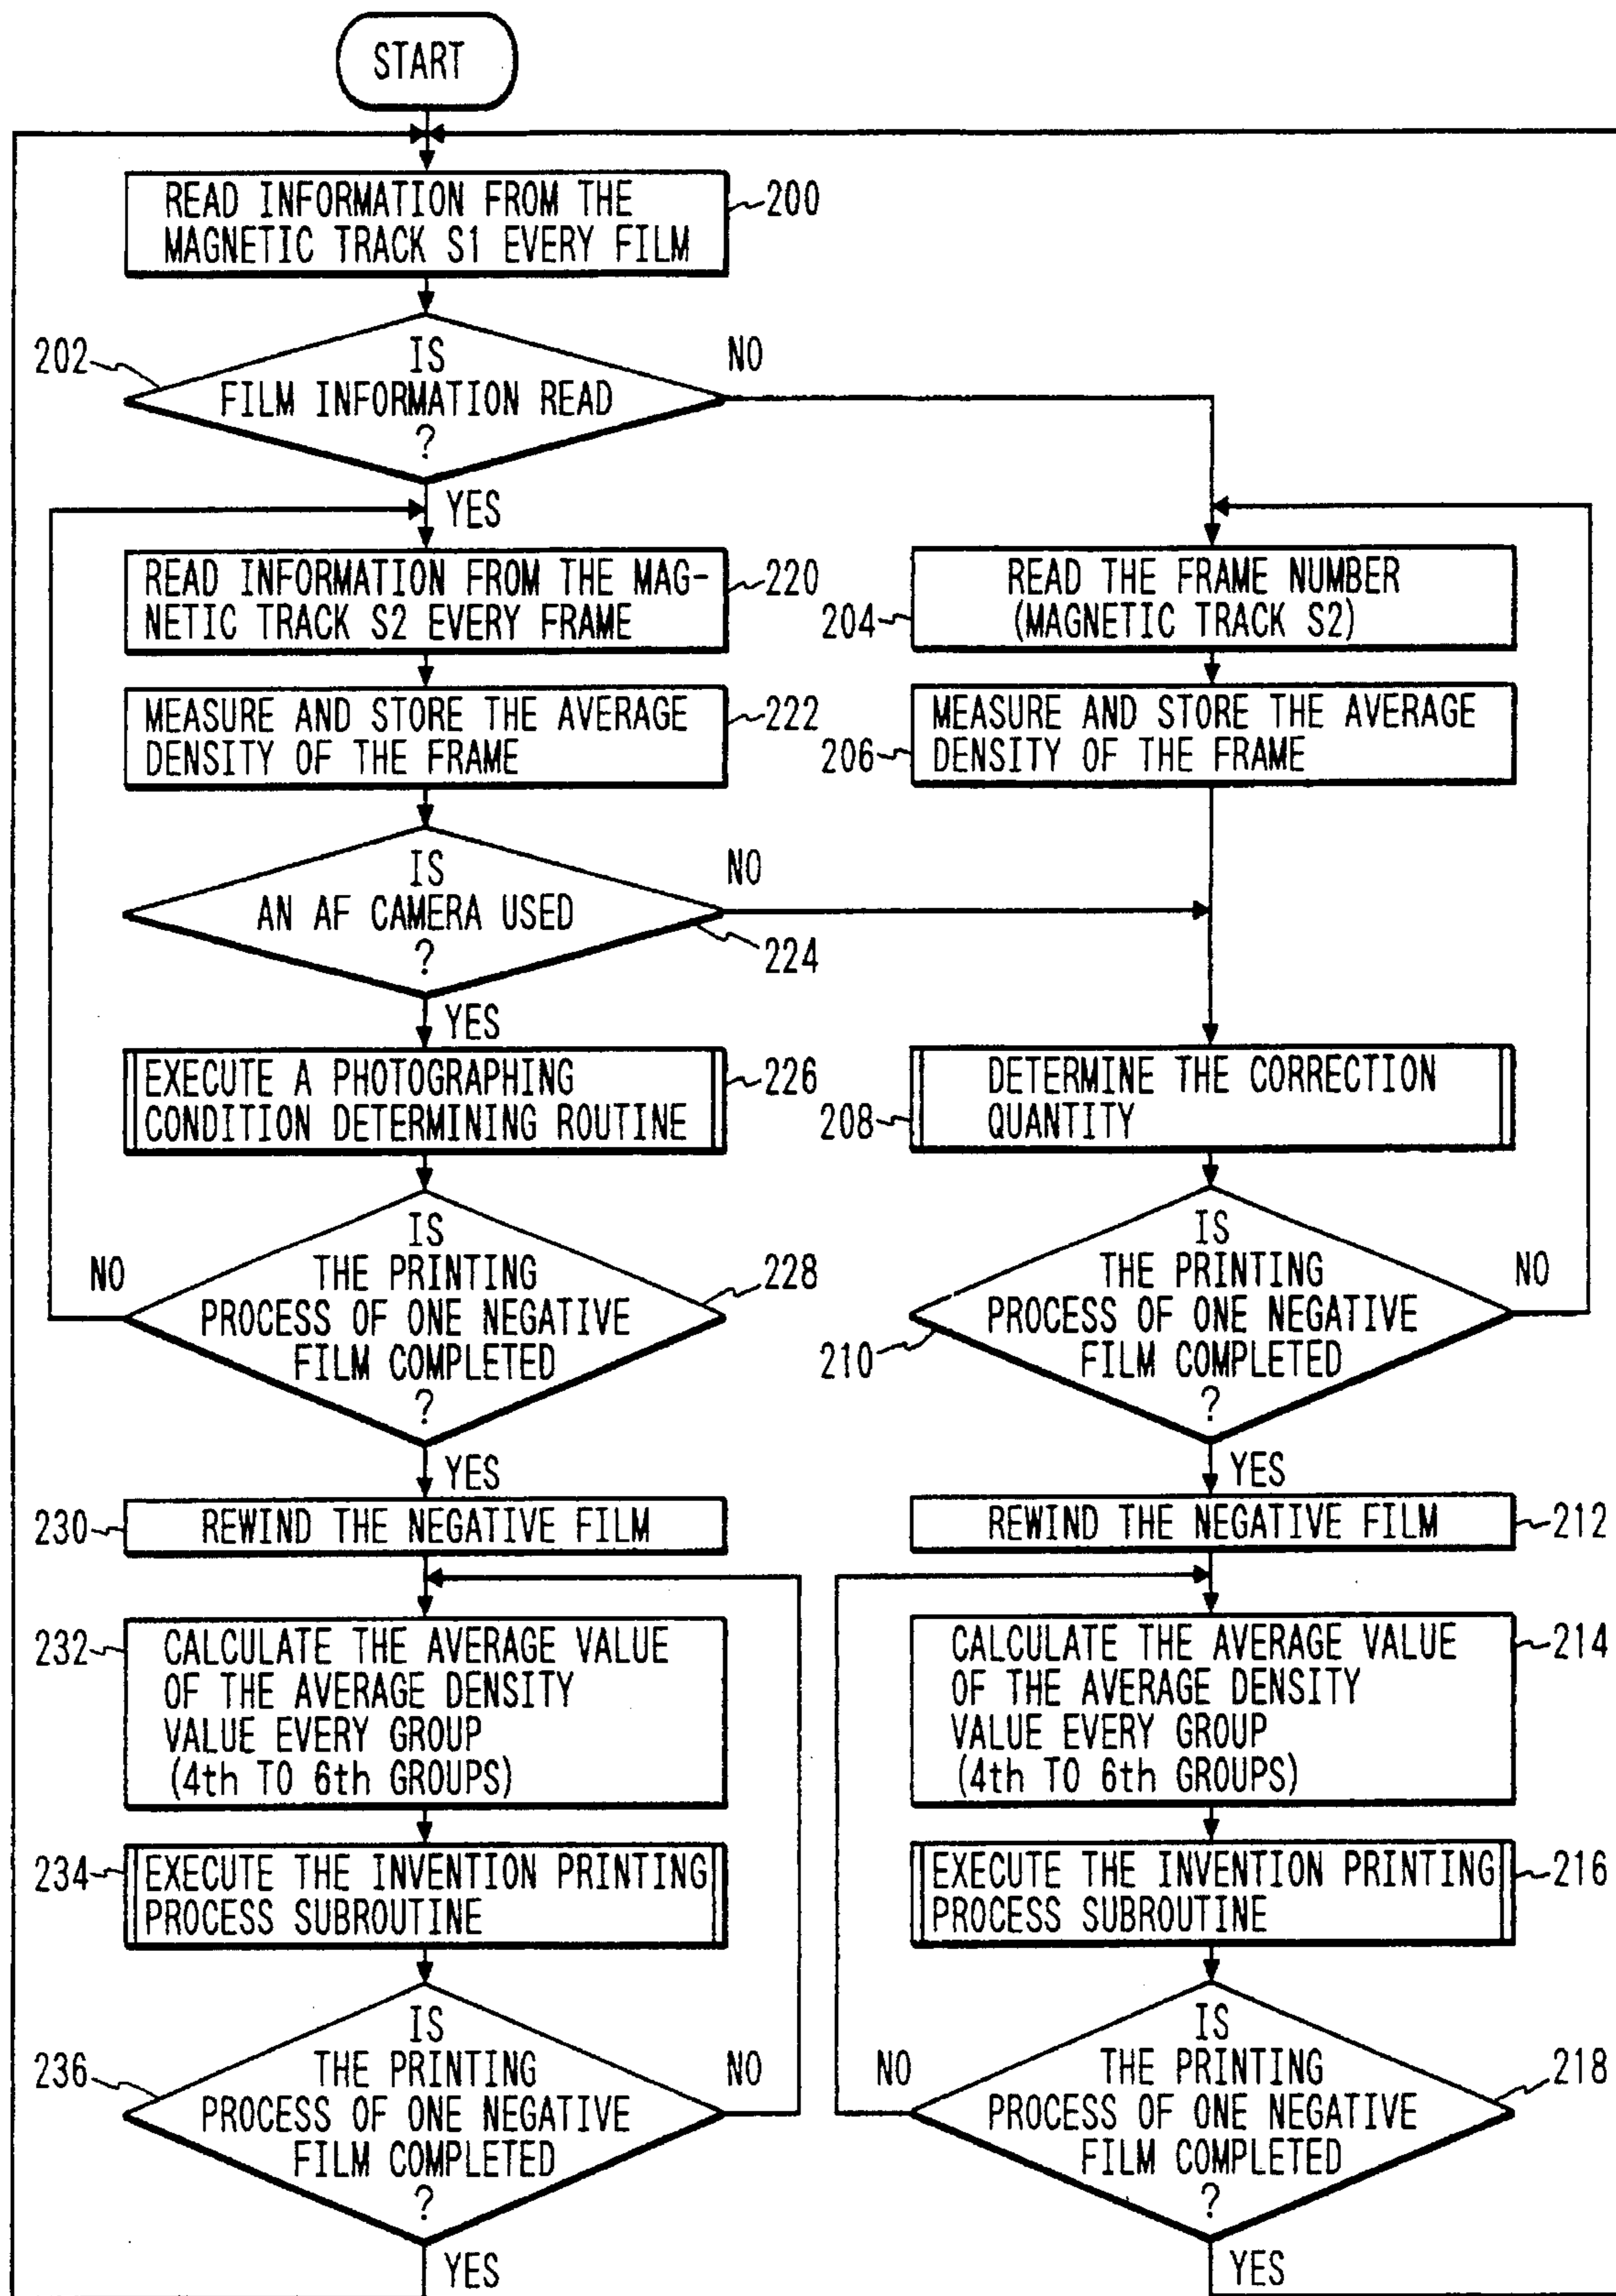 START
READ INFORMATION FROM THE
MAGNETIC TRACK S1 EVERY FILM
200
202
IS
FILM INFORMATION READ
?
NO
YES
READ INFORMATION FROM THE MAG-
NETIC TRACK S2 EVERY FRAME
220
204
READ THE FRAME NUMBER
(MAGNETIC TRACK S2)
MEASURE AND STORE THE AVERAGE
DENSITY OF THE FRAME
222
206
MEASURE AND STORE THE AVERAGE
DENSITY OF THE FRAME
IS
AN AF CAMERA USED
?
NO
224
YES
EXECUTE A PHOTOGRAPHING
CONDITION DETERMINING ROUTINE
226
208
DETERMINE THE CORRECTION
QUANTITY
NO
IS
THE PRINTING
PROCESS OF ONE NEGATIVE
FILM COMPLETED
?
228
YES
210
IS
THE PRINTING
PROCESS OF ONE NEGATIVE
FILM COMPLETED
?
NO
YES
230
REWIND THE NEGATIVE FILM
REWIND THE NEGATIVE FILM
212
232
CALCULATE THE AVERAGE VALUE
OF THE AVERAGE DENSITY
VALUE EVERY GROUP
(4th TO 6th GROUPS)
CALCULATE THE AVERAGE VALUE
OF THE AVERAGE DENSITY
VALUE EVERY GROUP
(4th TO 6th GROUPS)
214
234
EXECUTE THE INVENTION PRINTING
PROCESS SUBROUTINE
EXECUTE THE INVENTION PRINTING
PROCESS SUBROUTINE
216
236
IS
THE PRINTING
PROCESS OF ONE NEGATIVE
FILM COMPLETED
?
NO
YES
NO
IS
THE PRINTING
PROCESS OF ONE NEGATIVE
FILM COMPLETED
?
218
YES